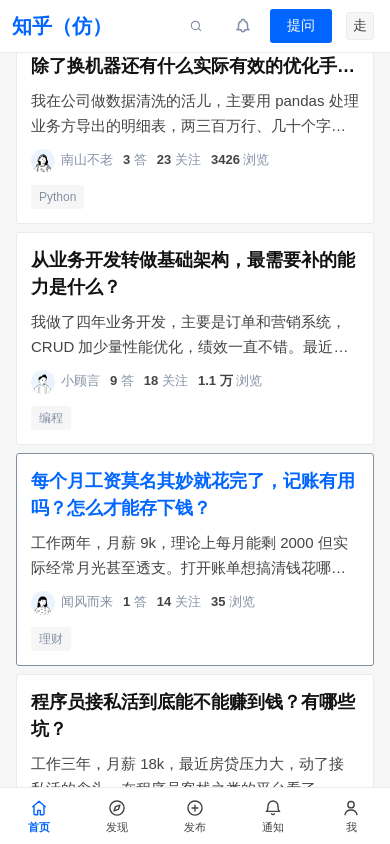 知乎（仿）
提问
走
除了换机器还有什么实际有效的优化手…
我在公司做数据清洗的活儿，主要用 pandas 处理
业务方导出的明细表，两三百万行、几十个字…
南山不老 3 答 23 关注 3426 浏览
Python
从业务开发转做基础架构，最需要补的能
力是什么？
我做了四年业务开发，主要是订单和营销系统，
CRUD 加少量性能优化，绩效一直不错。最近…
小顾言 9 答 18 关注 1.1 万 浏览
编程
每个月工资莫名其妙就花完了，记账有用
吗？怎么才能存下钱？
工作两年，月薪 9k，理论上每月能剩 2000 但实
际经常月光甚至透支。打开账单想搞清钱花哪…
闻风而来 1 答 14 关注 35 浏览
理财
程序员接私活到底能不能赚到钱？有哪些
坑？
工作三年，月薪 18k，最近房贷压力大，动了接
首页
发现
发布
通知
我